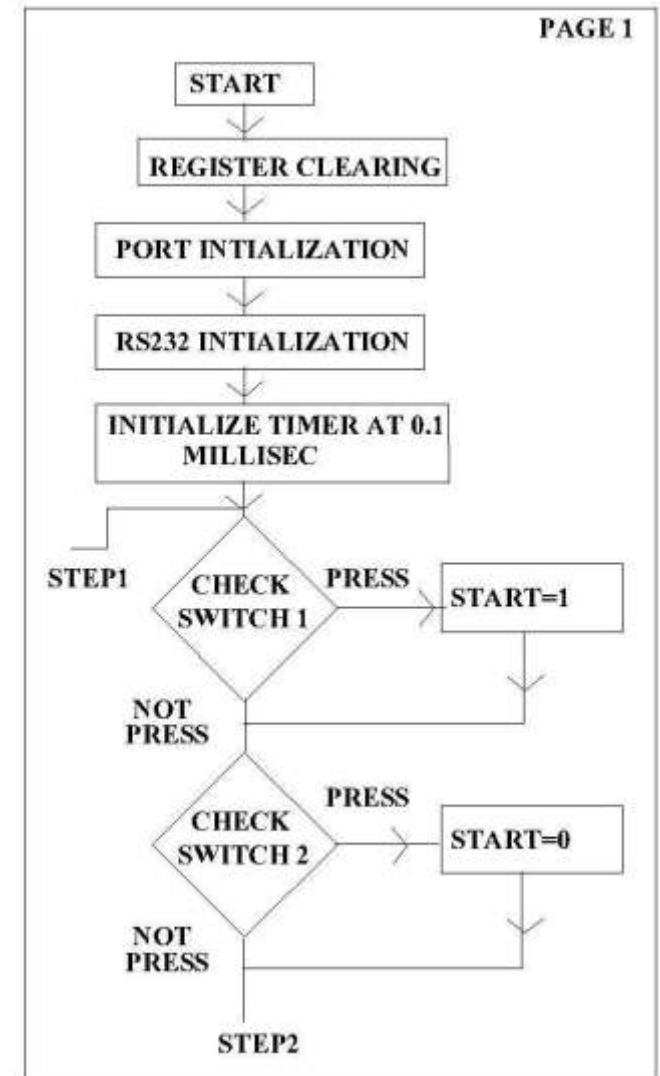 PAGE 1
START
REGISTER CLEARING
PORT INTIALIZATION
RS232 INTIALIZATION
INITIALIZE TIMER AT 0.1
MILLISEC
STEP1
CHECK
SWITCH 1
PRESS
START=1
NOT
PRESS
CHECK
SWITCH 2
PRESS
START=0
NOT
PRESS
STEP2